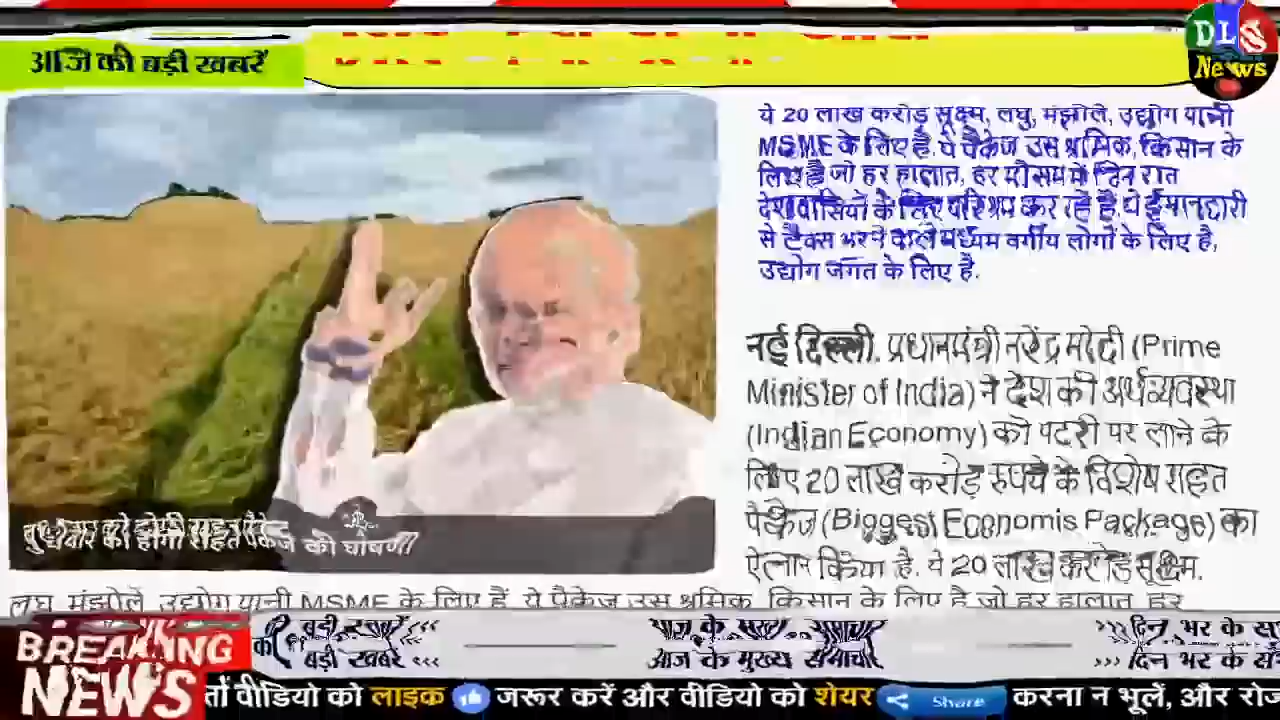 आज की बड़ी खबरें
DLS
News
ये 20 लाख करोड़ सूक्ष्म, लघु, मंझोले, उद्योग यानी
MSME के लिए है. ये पैकेज उस श्रमिक, किसान के
लिए है जो हर हालात, हर मौसम में दिन रात
देशवासियों के लिए परिश्रम कर रहे हैं. ये ईमानदारी
से टैक्स भरने वाले मध्यम वर्गीय लोगों के लिए है,
उद्योग जगत के लिए है.
नई दिल्ली. प्रधानमंत्री नरेंद्र मोदी (Prime
Minister of India) ने देश की अर्थव्यवस्था
(Indian Economy) को पटरी पर लाने के
लिए 20 लाख करोड़ रुपये के विशेष राहत
पैकेज (Biggest Economis Package) का
ऐलान किया है. ये 20 लाख करोड़ सूक्ष्म,
लघु, मंझोले, उद्योग यानी MSME के लिए हैं. ये पैकेज उस श्रमिक, किसान के लिए है जो हर हालात, हर
बुधवार को होगी राहत पैकेज की घोषणा
BREAKING
NEWS
की बड़ी खबरें ‹‹‹
आज के मुख्य समाचार
››› दिन भर के
तों वीडियो को लाइक जरूर करें और वीडियो को शेयर Share करना न भूलें, और रोज